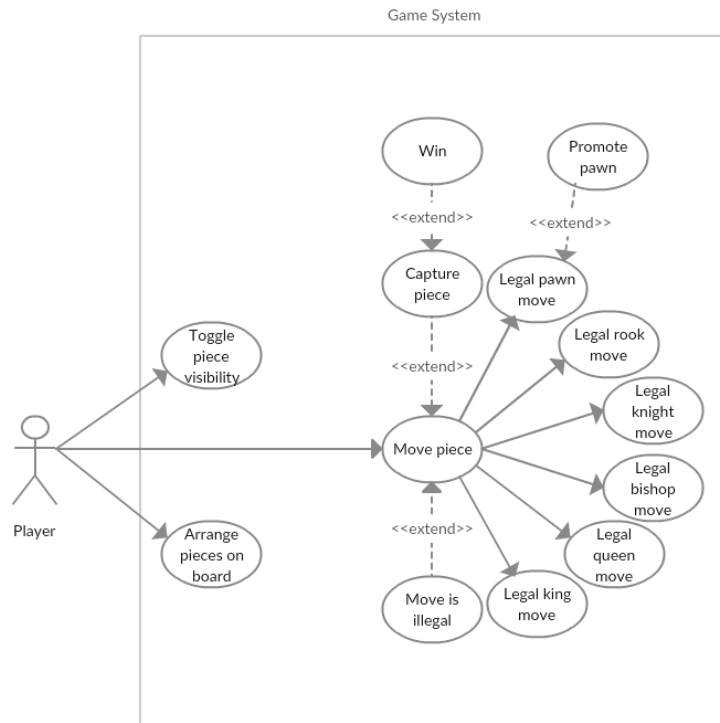 Game System
Win
Promote
pawn
<<extend>>
<<extend>>
Capture
piece
Legal pawn
move
Toggle
piece
visibility
Legal rook
move
<<extend>>
Legal
knight
move
Move piece
Legal
bishop
move
Player
<<extend>>
Arrange
pieces on
board
Legal
queen
move
Move is
illegal
Legal king
move